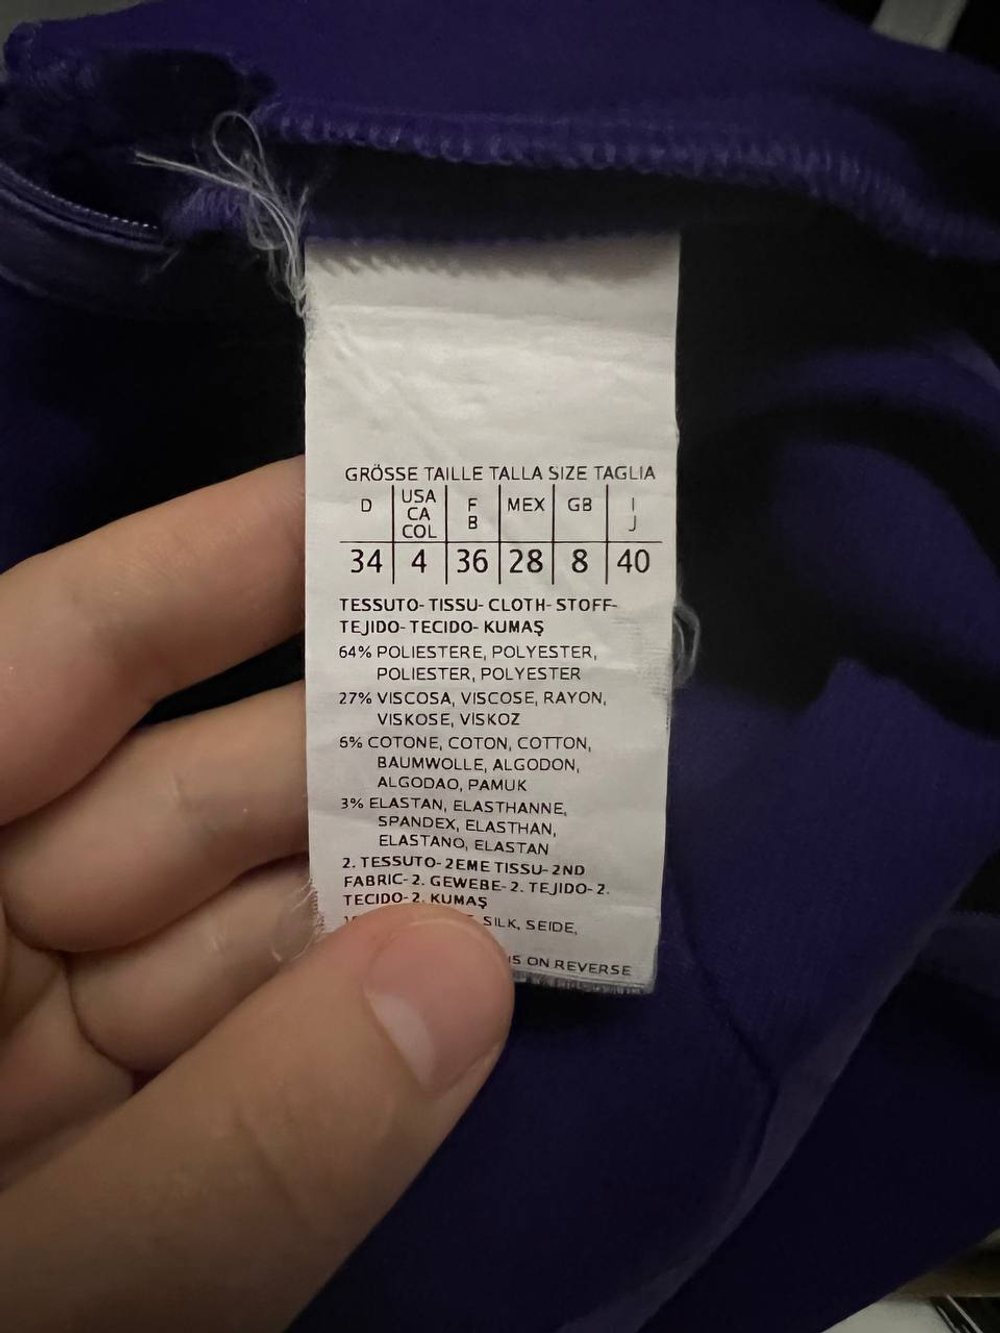 GRÖSSE TAILLE TALLA SIZE TAGLIA
D USA CA COL F B MEX GB I J
34 4 36 28 8 40
TESSUTO- TISSU- CLOTH- STOFF-
TEJIDO- TECIDO- KUMAŞ
64% POLIESTERE, POLYESTER,
POLIESTER, POLYESTER
27% VISCOSA, VISCOSE, RAYON,
VISKOSE, VİSKOZ
6% COTONE, COTON, COTTON,
BAUMWOLLE, ALGODON,
ALGODAO, PAMUK
3% ELASTAN, ELASTHANNE,
SPANDEX, ELASTHAN,
ELASTANO, ELASTAN
2. TESSUTO- 2EME TISSU- 2ND
FABRIC- 2. GEWEBE- 2. TEJIDO- 2.
TECIDO- 2. KUMAŞ
SILK, SEIDE,
ON REVERSE